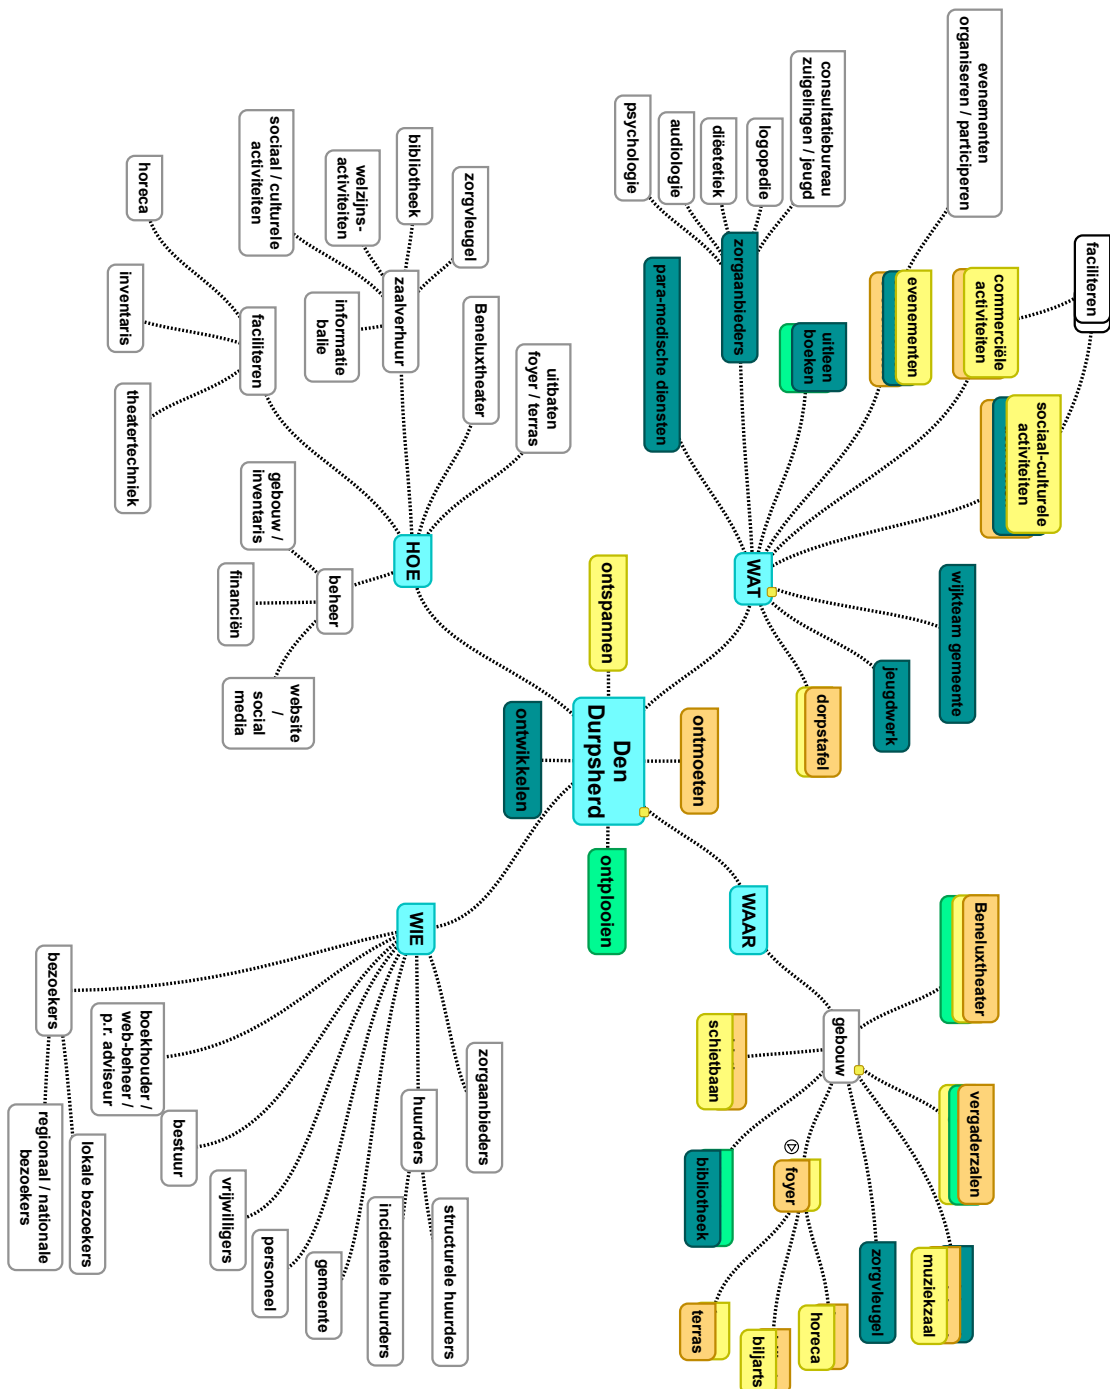 evenementen
organiseren / participeren
consultatiebureau
zuigelingen / jeugd
logopedie
diëtetiek
audiologie
psychologie
zorgaanbieders
para-medische diensten
uitleen
boeken
evenementen
commerciële
activiteiten
faciliteren
sociaal-culturele
activiteiten
WAT
wijkteam gemeente
jeugdwerk
dorpstafel
zorgvleugel
bibliotheek
welzijns-
activiteiten
sociaal / culturele
activiteiten
informatie
balie
zaalverhuur
horeca
inventaris
theatertechniek
faciliteren
Beneluxtheater
uitbaten
foyer / terras
HOE
gebouw /
inventaris
financiën
website
/
social
media
beheer
ontspannen
ontwikkelen
Den
Durpsherd
ontmoeten
ontplooien
WAAR
gebouw
Beneluxtheater
vergaderzalen
muziekzaal
zorgvleugel
foyer
horeca
biljarts
terras
bibliotheek
schietbaan
WIE
zorgaanbieders
huurders
structurele huurders
incidentele huurders
gemeente
personeel
vrijwilligers
bestuur
boekhouder /
web-beheer /
p.r. adviseur
bezoekers
lokale bezoekers
regionaal / nationale
bezoekers